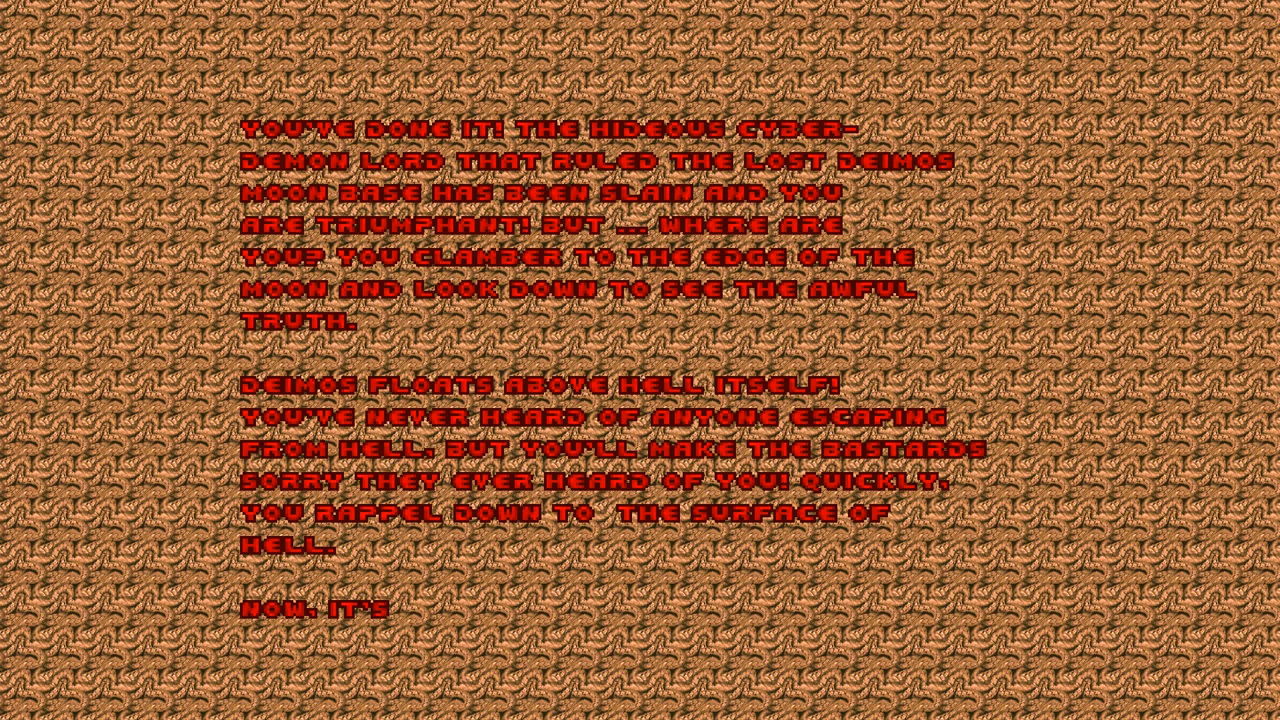 YOU'VE DONE IT! THE HIDEOUS CYBER-
DEMON LORD THAT RULED THE LOST DEIMOS
MOON BASE HAS BEEN SLAIN AND YOU
ARE TRIUMPHANT! BUT ... WHERE ARE
YOU? YOU CLAMBER TO THE EDGE OF THE
MOON AND LOOK DOWN TO SEE THE AWFUL
TRUTH.
DEIMOS FLOATS ABOVE HELL ITSELF!
YOU'VE NEVER HEARD OF ANYONE ESCAPING
FROM HELL, BUT YOU'LL MAKE THE BASTARDS
SORRY THEY EVER HEARD OF YOU! QUICKLY,
YOU RAPPEL DOWN TO  THE SURFACE OF
HELL.
NOW, IT'S